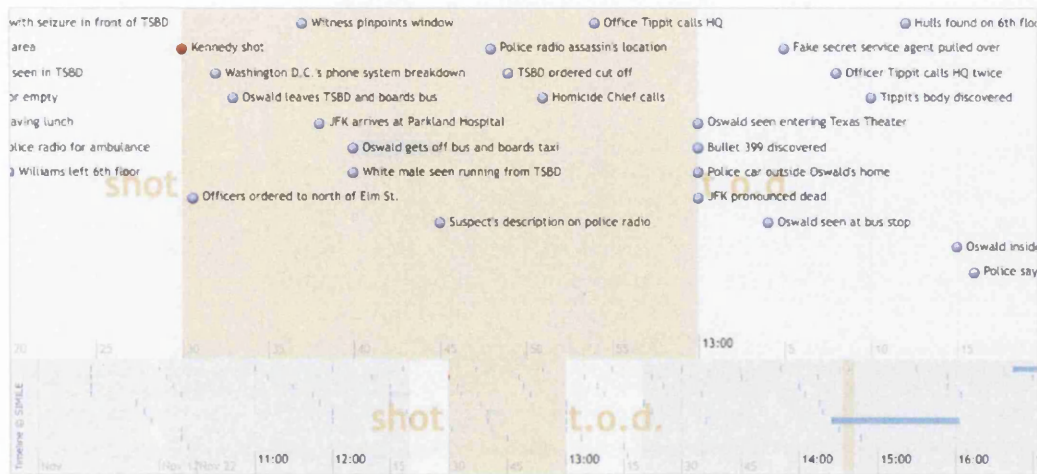 with seizure in front of TSBD
Witness pinpoints window
Office Tippit calls HQ
Hulls found on 6th floo
area
Kennedy shot
Police radio assassin's location
Fake secret service agent pulled over
seen in TSBD
Washington D.C.'s phone system breakdown
TSBD ordered cut off
Officer Tippit calls HQ twice
or empty
Oswald leaves TSBD and boards bus
Homicide Chief calls
Tippit's body discovered
aving lunch
JFK arrives at Parkland Hospital
Oswald seen entering Texas Theater
olice radio for ambulance
Oswald gets off bus and boards taxi
Bullet 399 discovered
Williams left 6th floor
White male seen running from TSBD
Police car outside Oswald's home
shot
t.o.d.
Officers ordered to north of Elm St.
JFK pronounced dead
Suspect's description on police radio
Oswald seen at bus stop
Oswald inside
Police say
20 25 30 35 40 45 50 55 13:00 5 10 15
shot t.o.d.
Timeline © SIMILE
Nov Nov 22 11:00 12:00 15 45 13:00 15 30 45 14:00 15:00 16:00